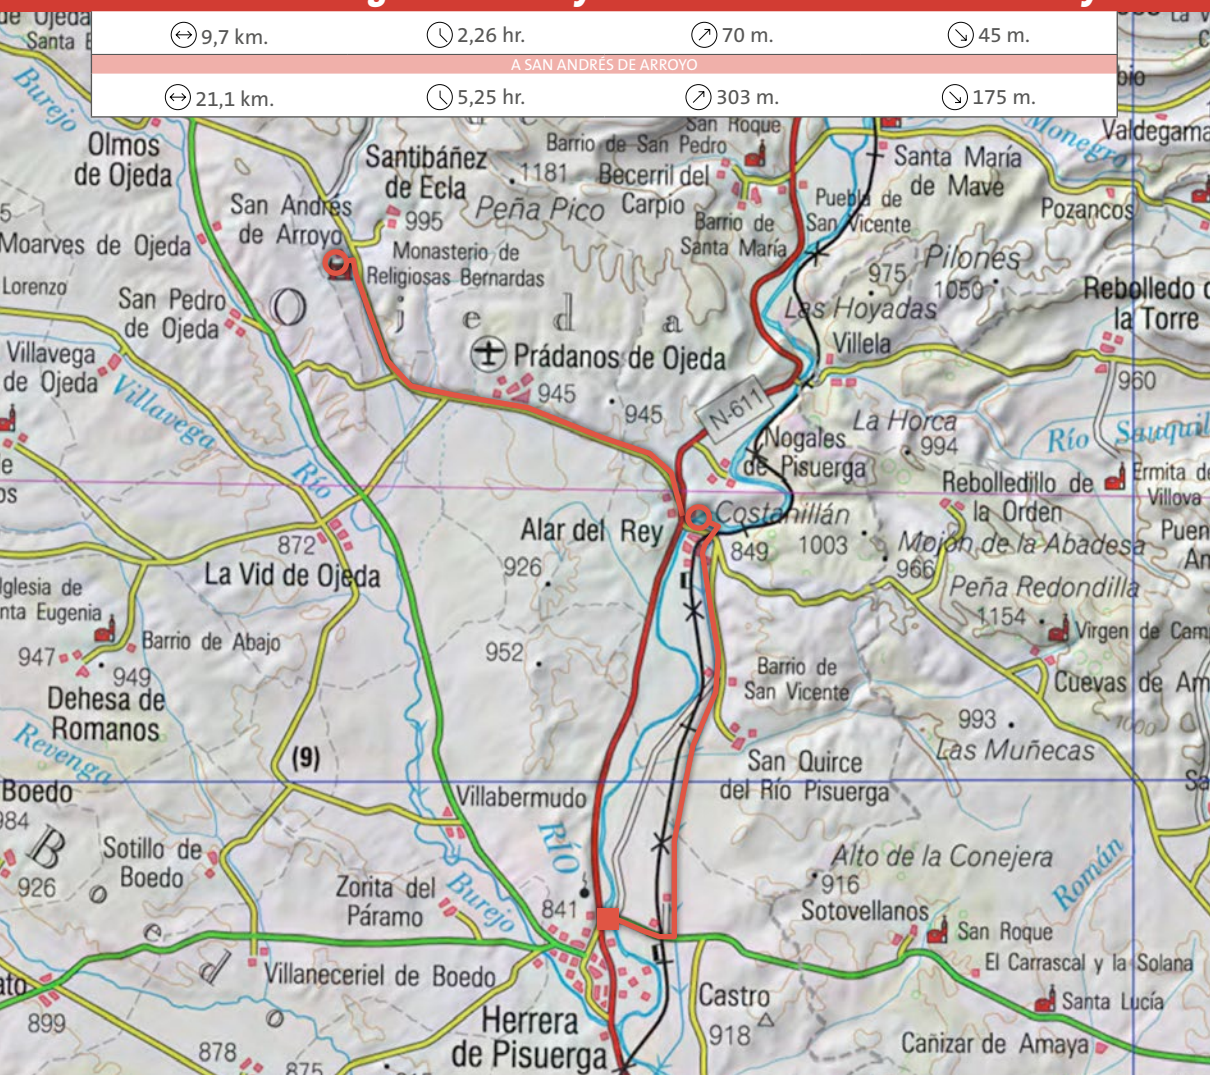 de Ojeda
Santa
9,7 km.
2,26 hr.
70 m.
45 m.
A SAN ANDRÉS DE ARROYO
21,1 km.
5,25 hr.
303 m.
175 m.
Burejo
Olmos
de Ojeda
Santibáñez
de Ecla
1181
Peña Pico
Barrio de San Pedro
San Roque
Becerril del
Carpio
Barrio de
Santa María
Puebla de
San Vicente
Santa María
de Mave
Monegro
Valdegama
Pozancos
San Andrés
de Arroyo
995
Monasterio de
Religiosas Bernardas
Moarves de Ojeda
Lorenzo
San Pedro
de Ojeda
O j e d a
975
Pilones
1050
Las Hoyadas
Rebolledo
la Torre
Villavega
de Ojeda
Villavega
Prádanos de Ojeda
945
945
N-611
Villela
960
La Horca
994
Río
Nogales
de Pisuerga
Río
Rebolledillo de
la Orden
Ermita de
Villova
Alar del Rey
Costanillán
849
1003
Mojón de la Abadesa
966
Peña Redondilla
1154
Virgen de
872
La Vid de Ojeda
926
952
Iglesia de
Santa Eugenia
Barrio de Abajo
947
949
Dehesa de
Romanos
Barrio de
San Vicente
Cuevas de
993
Las Muñecas
1000
Revenga
(9)
San Quirce
del Río Pisuerga
Boedo
984
Villabermudo
RÍO
B o e d o
926
Sotillo de
Boedo
Zorita del
Páramo
Burejo
841
Alto de la Conejera
916
Sotovellanos
San Roque
Román
El Carrascal y la Solana
Villaneceriel de Boedo
Santa Lucía
899
Herrera
de Pisuerga
Castro
918
Cañizar de Amaya
878
875